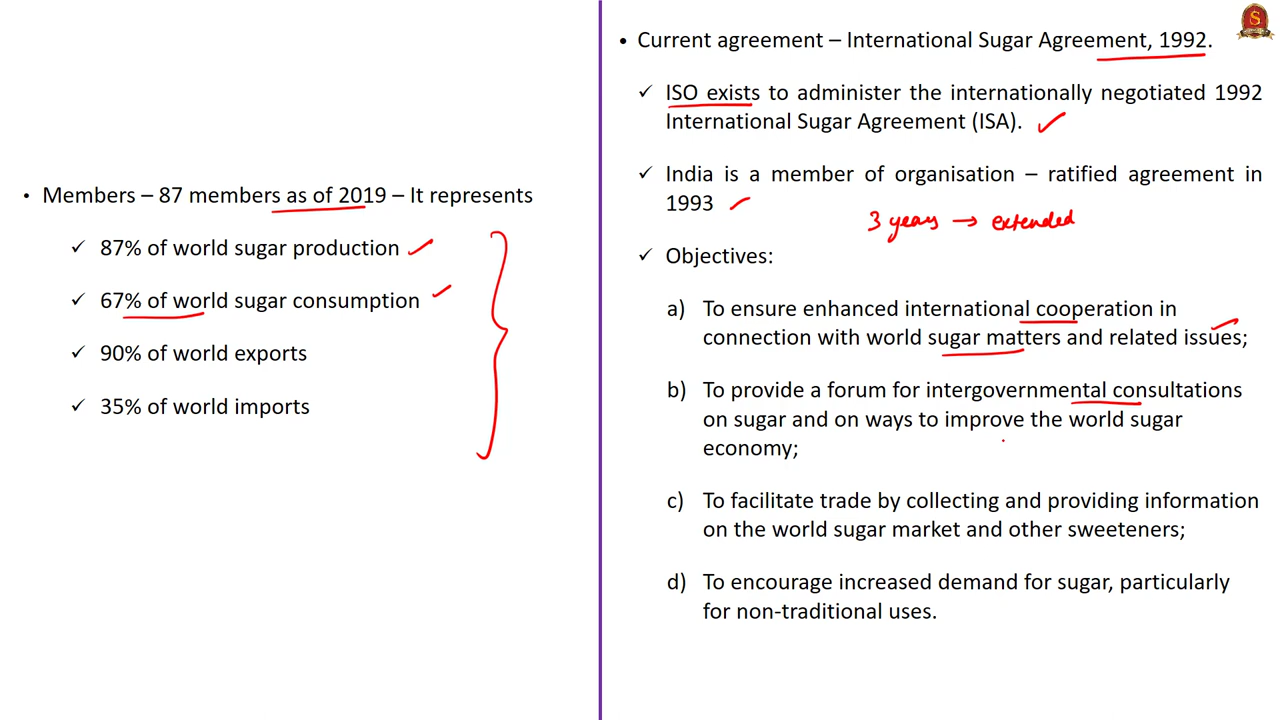 • Members – 87 members as of 2019 – It represents
✓ 87% of world sugar production
✓ 67% of world sugar consumption
✓ 90% of world exports
✓ 35% of world imports
• Current agreement – International Sugar Agreement, 1992.
✓ ISO exists to administer the internationally negotiated 1992
International Sugar Agreement (ISA).
✓ India is a member of organisation – ratified agreement in
1993
3 years → extended
✓ Objectives:
a) To ensure enhanced international cooperation in
connection with world sugar matters and related issues;
b) To provide a forum for intergovernmental consultations
on sugar and on ways to improve the world sugar
economy;
c) To facilitate trade by collecting and providing information
on the world sugar market and other sweeteners;
d) To encourage increased demand for sugar, particularly
for non-traditional uses.
S